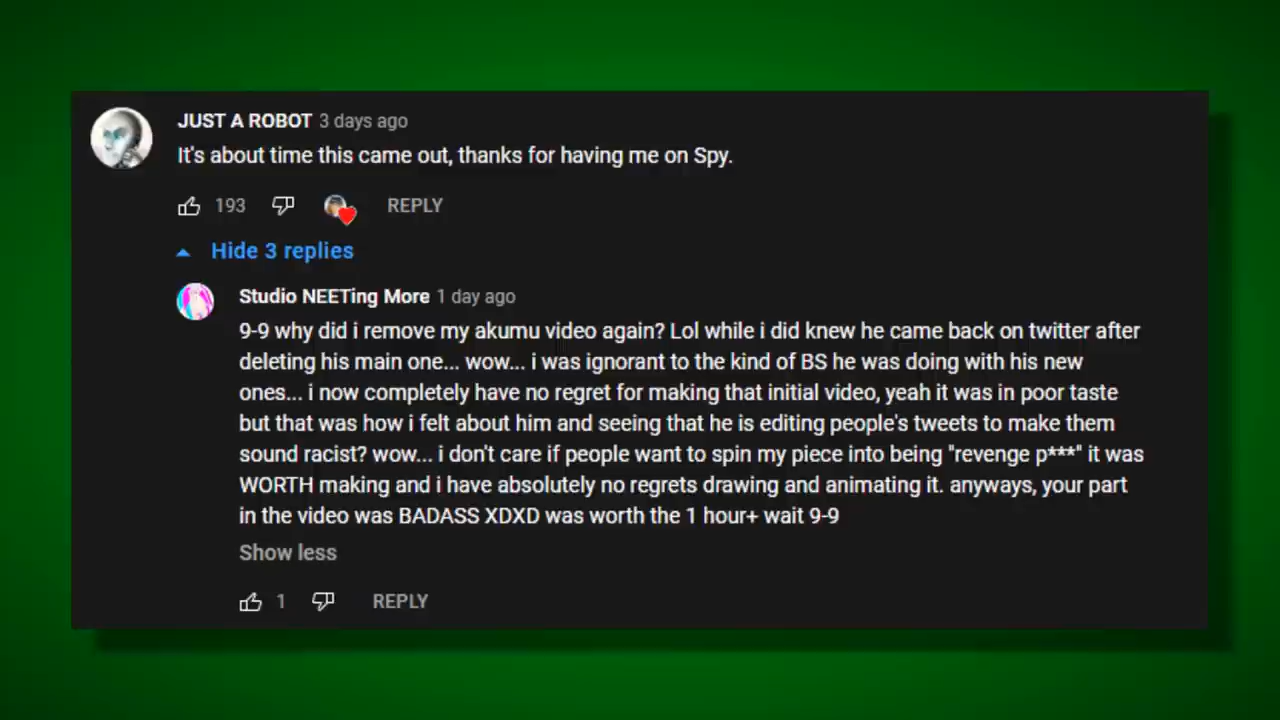 JUST A ROBOT 3 days ago
It's about time this came out, thanks for having me on Spy.
193 REPLY
Hide 3 replies
Studio NEETing More 1 day ago
9-9 why did i remove my akumu video again? Lol while i did knew he came back on twitter after
deleting his main one... wow... i was ignorant to the kind of BS he was doing with his new
ones... i now completely have no regret for making that initial video, yeah it was in poor taste
but that was how i felt about him and seeing that he is editing people's tweets to make them
sound racist? wow... i don't care if people want to spin my piece into being "revenge p***" it was
WORTH making and i have absolutely no regrets drawing and animating it. anyways, your part
in the video was BADASS XDXD was worth the 1 hour+ wait 9-9
Show less
1 REPLY